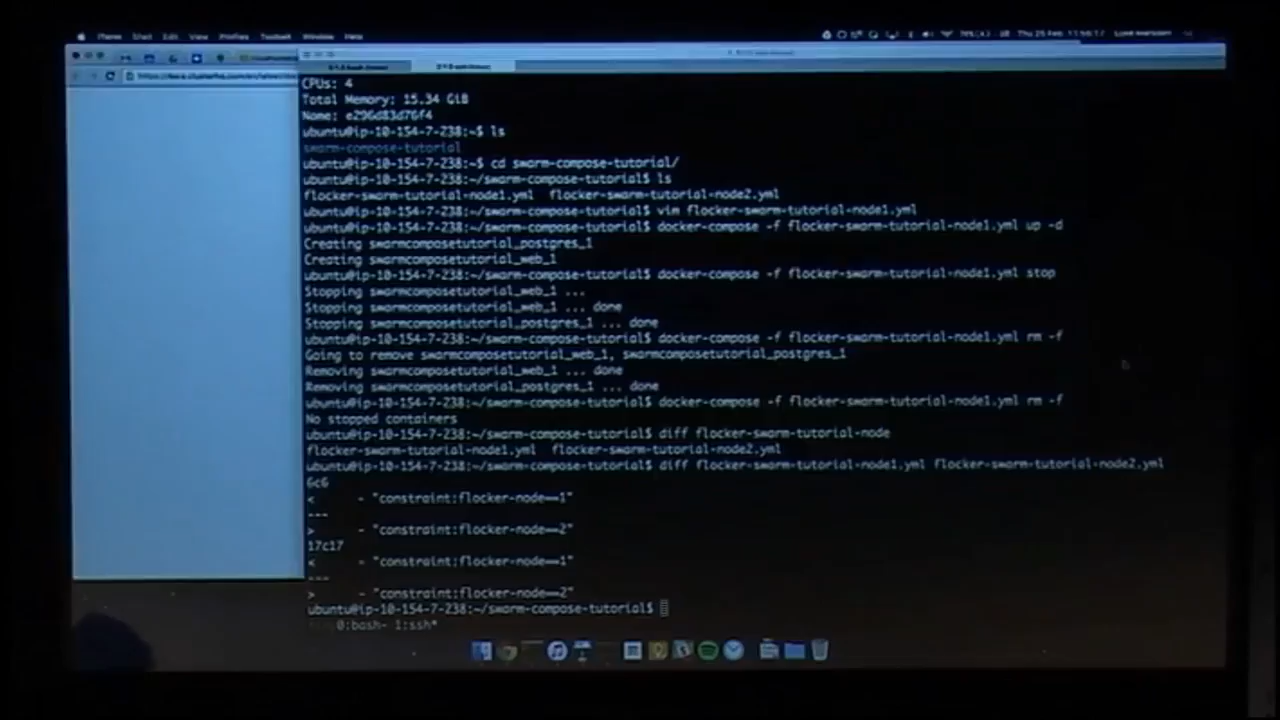 Shell Edit View Profiles Toolbelt Window Help
CPUs: 4
Total Memory: 15.34 GiB
Name: e296d83d76f4
ubuntu@ip-10-154-7-238:~$ ls
swarm-compose-tutorial
ubuntu@ip-10-154-7-238:~$ cd swarm-compose-tutorial/
ubuntu@ip-10-154-7-238:~/swarm-compose-tutorial$ ls
flocker-swarm-tutorial-node1.yml flocker-swarm-tutorial-node2.yml
ubuntu@ip-10-154-7-238:~/swarm-compose-tutorial$ vim flocker-swarm-tutorial-node1.yml
ubuntu@ip-10-154-7-238:~/swarm-compose-tutorial$ docker-compose -f flocker-swarm-tutorial-node1.yml up -d
Creating swarmcomposetutorial_postgres_1
Creating swarmcomposetutorial_web_1
ubuntu@ip-10-154-7-238:~/swarm-compose-tutorial$ docker-compose -f flocker-swarm-tutorial-node1.yml stop
Stopping swarmcomposetutorial_web_1 ...
Stopping swarmcomposetutorial_web_1 ... done
Stopping swarmcomposetutorial_postgres_1 ... done
ubuntu@ip-10-154-7-238:~/swarm-compose-tutorial$ docker-compose -f flocker-swarm-tutorial-node1.yml rm -f
Going to remove swarmcomposetutorial_web_1, swarmcomposetutorial_postgres_1
Removing swarmcomposetutorial_web_1 ... done
Removing swarmcomposetutorial_postgres_1 ... done
ubuntu@ip-10-154-7-238:~/swarm-compose-tutorial$ docker-compose -f flocker-swarm-tutorial-node1.yml rm -f
No stopped containers
ubuntu@ip-10-154-7-238:~/swarm-compose-tutorial$ diff flocker-swarm-tutorial-node
flocker-swarm-tutorial-node1.yml flocker-swarm-tutorial-node2.yml
ubuntu@ip-10-154-7-238:~/swarm-compose-tutorial$ diff flocker-swarm-tutorial-node1.yml flocker-swarm-tutorial-node2.yml
6c6
< - "constraint:flocker-node==1"
---
> - "constraint:flocker-node==2"
17c17
< - "constraint:flocker-node==1"
---
> - "constraint:flocker-node==2"
ubuntu@ip-10-154-7-238:~/swarm-compose-tutorial$
0:bash- 1:ssh*